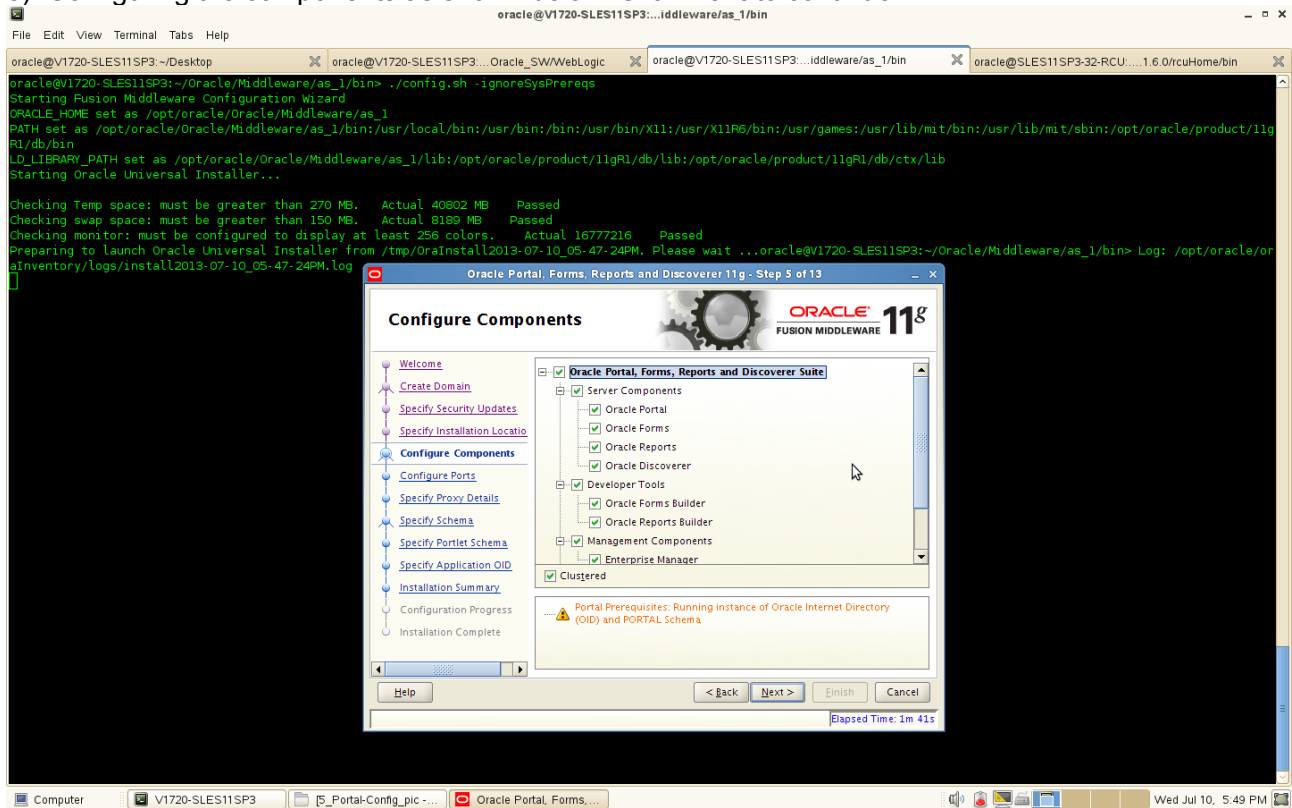 oracle@V1720-SLES11SP3:...iddleware/as_1/bin
File Edit View Terminal Tabs Help
oracle@V1720-SLES11SP3:~/Desktop
oracle@V1720-SLES11SP3:...Oracle_SW/WebLogic
oracle@V1720-SLES11SP3:...iddleware/as_1/bin
oracle@SLES11SP3-32-RCU:....1.6.0/rcuHome/bin
oracle@V1720-SLES11SP3:~/Oracle/Middleware/as_1/bin> ./config.sh -ignoreSysPrereqs
Starting Fusion Middleware Configuration Wizard
ORACLE_HOME set as /opt/oracle/Oracle/Middleware/as_1
PATH set as /opt/oracle/Oracle/Middleware/as_1/bin:/usr/local/bin:/usr/bin:/bin:/usr/bin/X11:/usr/X11R6/bin:/usr/games:/usr/lib/mit/bin:/usr/lib/mit/sbin:/opt/oracle/product/11g
R1/db/bin
LD_LIBRARY_PATH set as /opt/oracle/Oracle/Middleware/as_1/lib:/opt/oracle/product/11gR1/db/lib:/opt/oracle/product/11gR1/db/ctx/lib
Starting Oracle Universal Installer...
Checking Temp space: must be greater than 270 MB. Actual 40802 MB Passed
Checking swap space: must be greater than 150 MB. Actual 8189 MB Passed
Checking monitor: must be configured to display at least 256 colors. Actual 16777216 Passed
Preparing to launch Oracle Universal Installer from /tmp/OraInstall2013-07-10_05-47-24PM. Please wait ...oracle@V1720-SLES11SP3:~/Oracle/Middleware/as_1/bin> Log: /opt/oracle/or
aInventory/logs/install2013-07-10_05-47-24PM.log
Oracle Portal, Forms, Reports and Discoverer 11g - Step 5 of 13
Configure Components
ORACLE
FUSION MIDDLEWARE 11g
Welcome
Create Domain
Specify Security Updates
Specify Installation Locatio
Configure Components
Configure Ports
Specify Proxy Details
Specify Schema
Specify Portlet Schema
Specify Application OID
Installation Summary
Configuration Progress
Installation Complete
Oracle Portal, Forms, Reports and Discoverer Suite
Server Components
Oracle Portal
Oracle Forms
Oracle Reports
Oracle Discoverer
Developer Tools
Oracle Forms Builder
Oracle Reports Builder
Management Components
Enterprise Manager
Clustered
Portal Prerequisites: Running instance of Oracle Internet Directory
(OID) and PORTAL Schema
Help
< Back
Next >
Finish
Cancel
Elapsed Time: 1m 41s
Computer
V1720-SLES11SP3
[5_Portal-Config_pic -...
Oracle Portal, Forms,...
Wed Jul 10, 5:49 PM